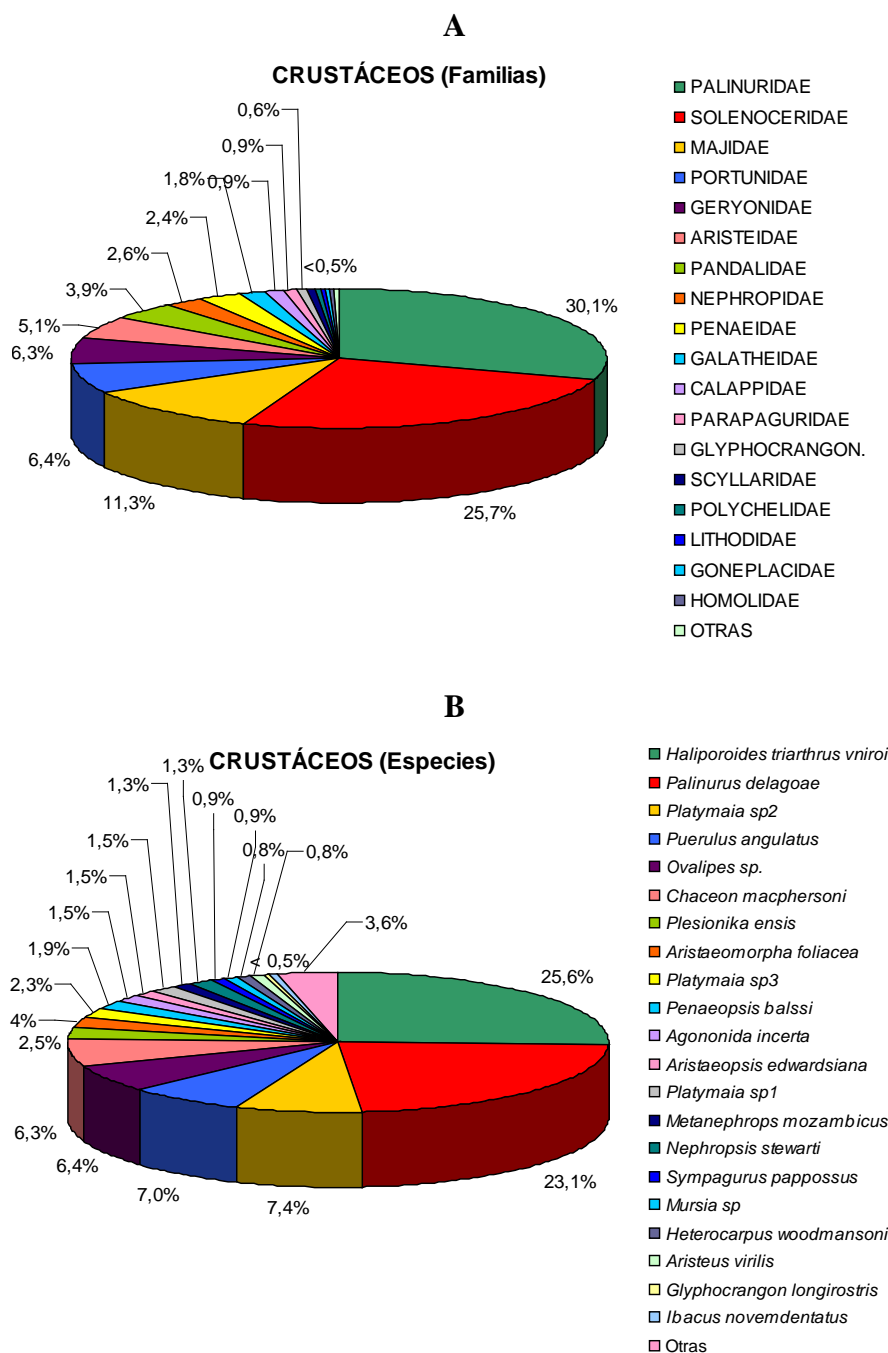 A
CRUSTÁCEOS (Familias)
0,6%
0,9%
0,9%
1,8%
2,4%
2,6%
3,9%
5,1%
6,3%
6,4%
11,3%
25,7%
30,1%
<0,5%
PALINURIDAE
SOLENOCERIDAE
MAJIDAE
PORTUNIDAE
GERYONIDAE
ARISTEIDAE
PANDALIDAE
NEPHROPIDAE
PENAEIDAE
GALATHEIDAE
CALAPPIDAE
PARAPAGURIDAE
GLYPHOCRANGON.
SCYLLARIDAE
POLYCHELIDAE
LITHODIDAE
GONEPLACIDAE
HOMOLIDAE
OTRAS
B
CRUSTÁCEOS (Especies)
1,3%
1,3%
0,9%
0,9%
0,8%
0,8%
1,5%
1,5%
1,5%
1,9%
2,3%
4%
2,5%
6,3%
6,4%
7,0%
7,4%
23,1%
25,6%
3,6%
< 0,5%
Haliporoides triarthrus vniroi
Palinurus delagoae
Platymaia sp2
Puerulus angulatus
Ovalipes sp.
Chaceon macphersoni
Plesionika ensis
Aristaeomorpha foliacea
Platymaia sp3
Penaeopsis balssi
Agononida incerta
Aristaeopsis edwardsiana
Platymaia sp1
Metanephrops mozambicus
Nephropsis stewarti
Sympagurus pappossus
Mursia sp
Heterocarpus woodmansoni
Aristeus virilis
Glyphocrangon longirostris
Ibacus novemdentatus
Otras